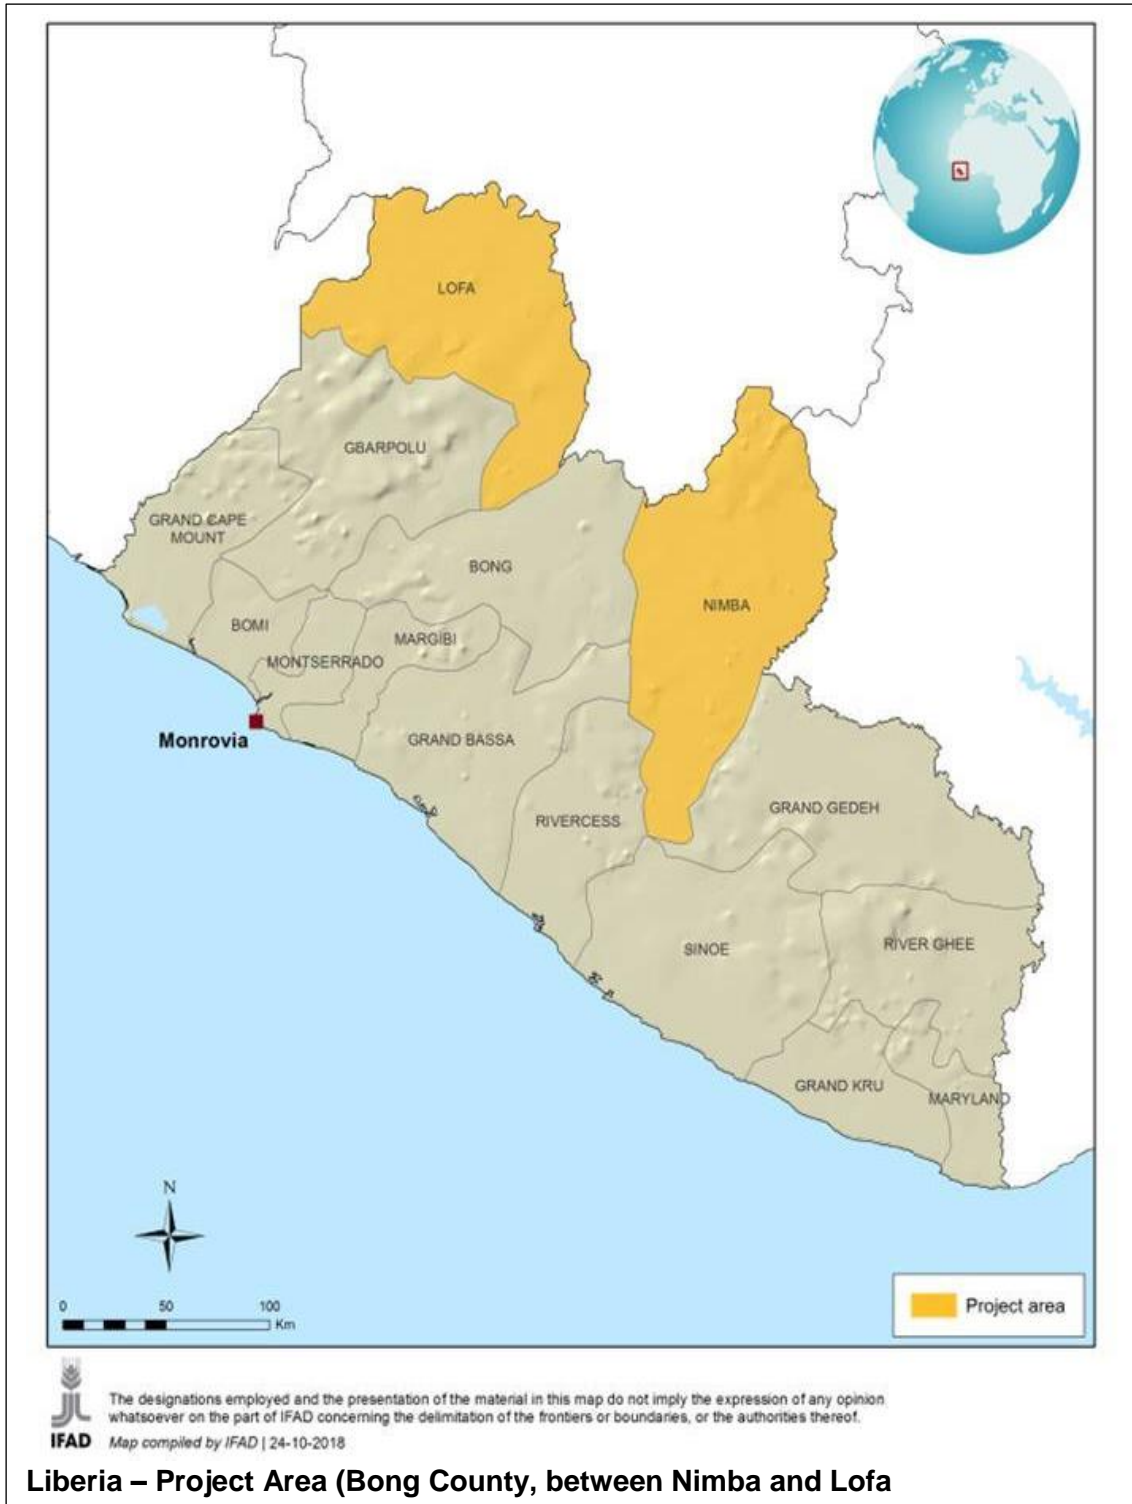 LOFA
GBARPOLU
GRAND CAPE
MOUNT
BONG
NIMBA
BOMI
MARGIBI
MONTSERRADO
Monrovia
GRAND BASSA
RIVERCESS
GRAND GEDEH
SINOE
RIVER GHEE
GRAND KRU
MARYLAND
N
0 50 100
Km
Project area
The designations employed and the presentation of the material in this map do not imply the expression of any opinion
whatsoever on the part of IFAD concerning the delimitation of the frontiers or boundaries, or the authorities thereof.
IFAD
Map compiled by IFAD | 24-10-2018
Liberia – Project Area (Bong County, between Nimba and Lofa